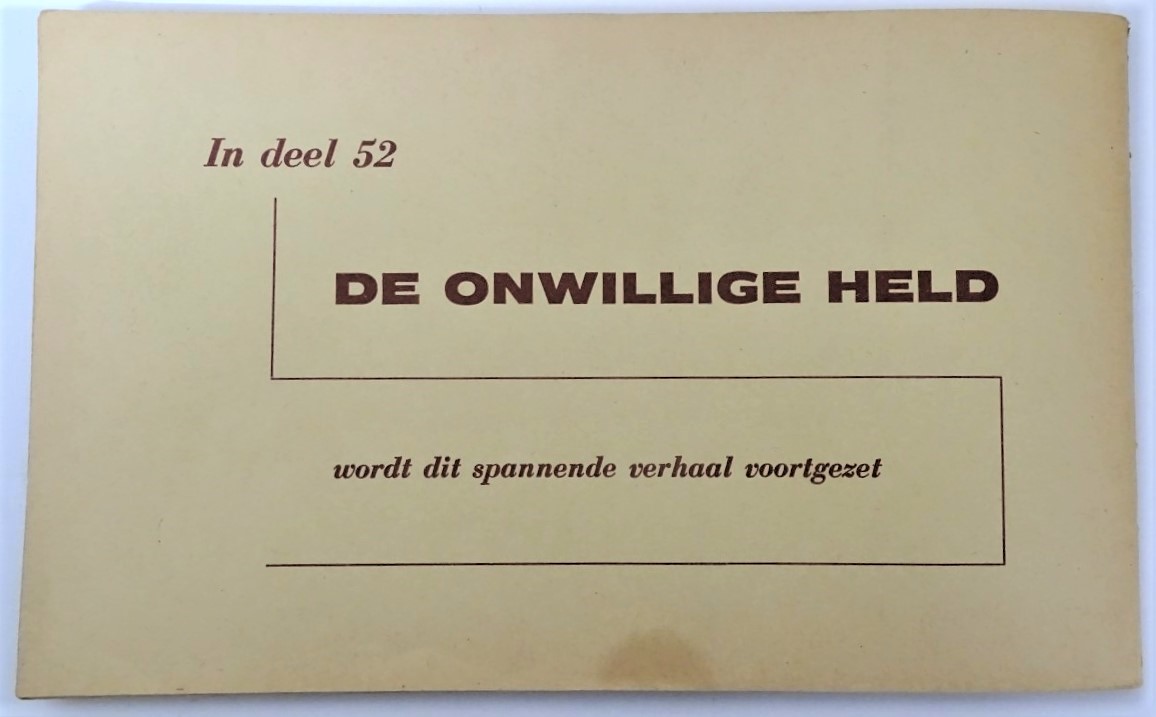 In deel 52
DE ONWILLIGE HELD
wordt dit spannende verhaal voortgezet